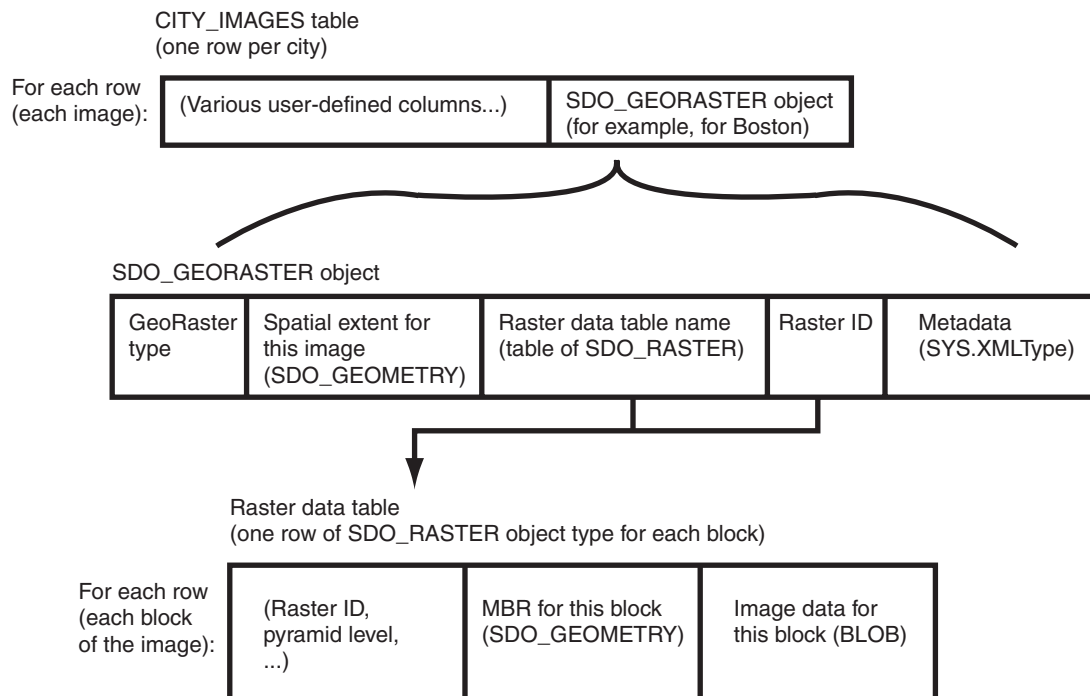 CITY_IMAGES table
(one row per city)
For each row
(each image):
(Various user-defined columns...)
SDO_GEORASTER object
(for example, for Boston)
SDO_GEORASTER object
GeoRaster
type
Spatial extent for
this image
(SDO_GEOMETRY)
Raster data table name
(table of SDO_RASTER)
Raster ID
Metadata
(SYS.XMLType)
Raster data table
(one row of SDO_RASTER object type for each block)
For each row
(each block
of the image):
(Raster ID,
pyramid level,
...)
MBR for this block
(SDO_GEOMETRY)
Image data for
this block (BLOB)